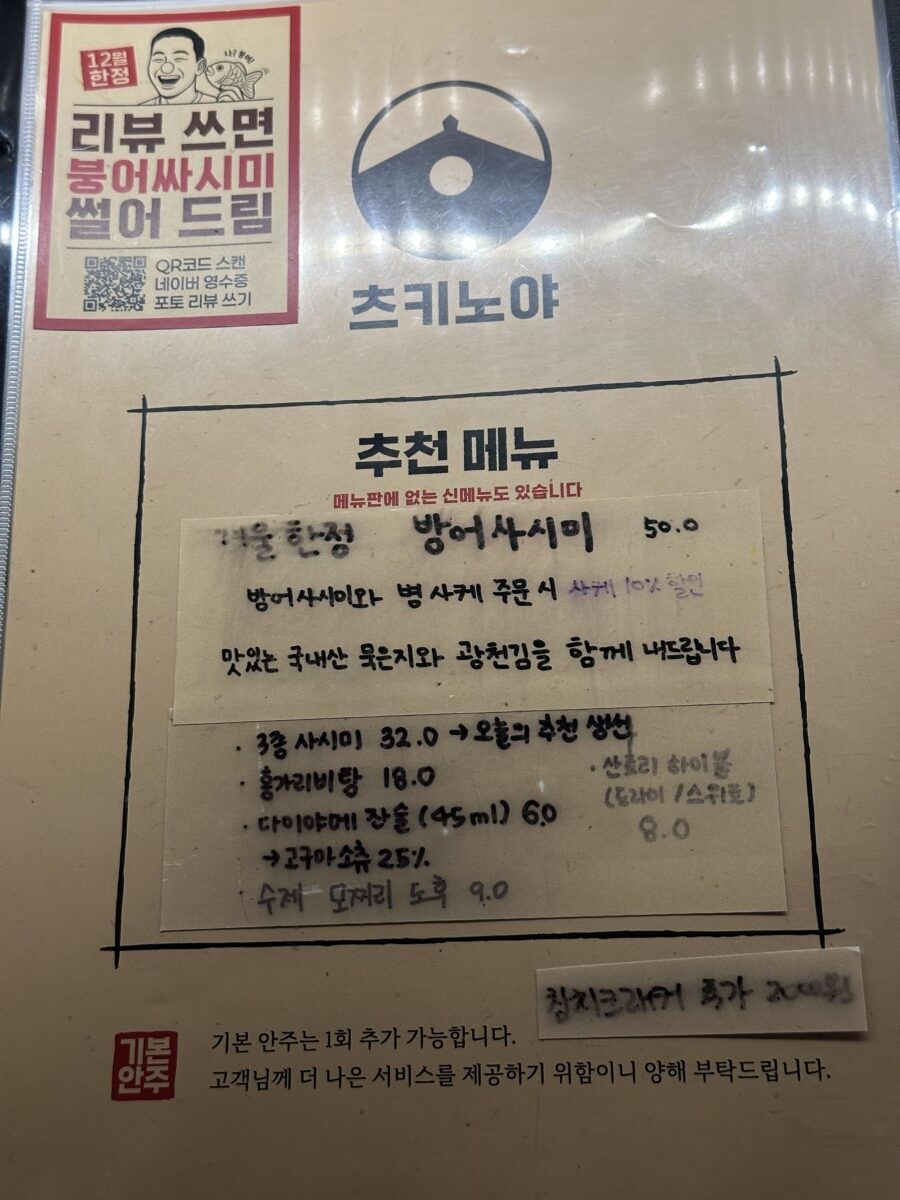 12월
한정
나? 붕어!
리뷰 쓰면
붕어싸시미
썰어 드림
QR코드 스캔
네이버 영수증
포토 리뷰 쓰기
츠키노야
추천 메뉴
메뉴판에 없는 신메뉴도 있습니다
겨울 한정 방어사시미 50.0
방어사시미와 병 사케 주문 시 사케 10% 할인
맛있는 국내산 묵은지와 광천김을 함께 내드립니다
· 3종 사시미 32.0 → 오늘의 추천 생선
· 홍가리비탕 18.0
· 산토리 하이볼
(드라이/스위트)
8.0
· 다이야메 잔술 (45ml) 6.0
→ 고구마소츄 25%
· 수제 모찌리 도후 9.0
참치크래커 추가 2000원
기본
안주
기본 안주는 1회 추가 가능합니다.
고객님께 더 나은 서비스를 제공하기 위함이니 양해 부탁드립니다.